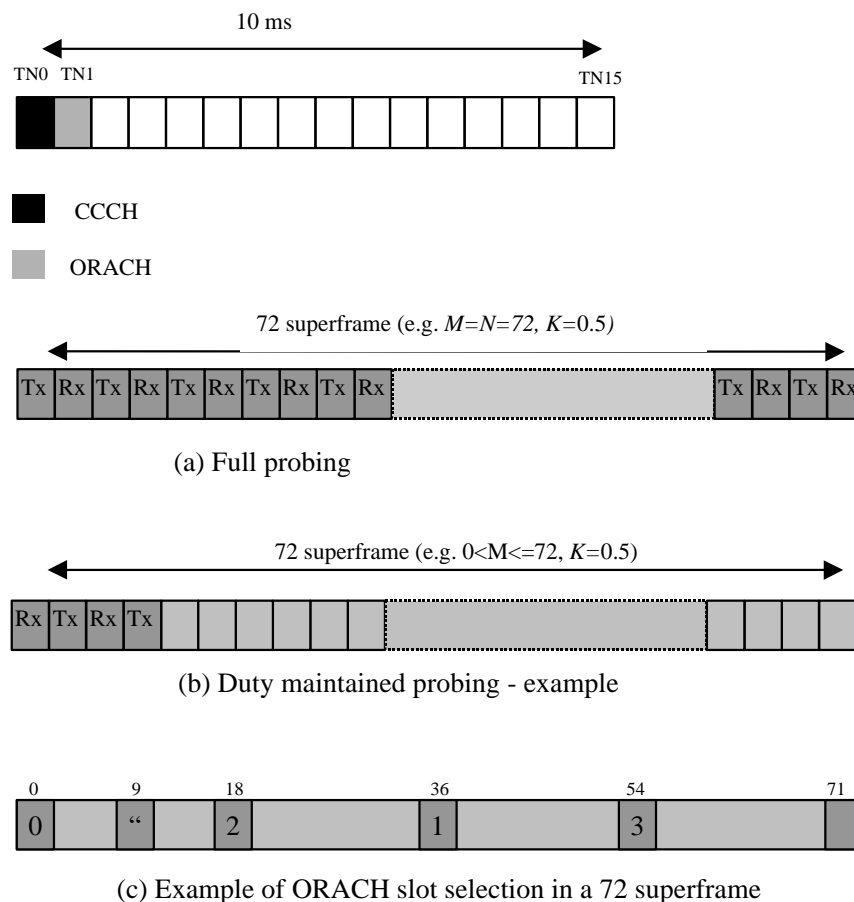 10 ms
TN0 TN1 TN15
CCCH
ORACH
72 superframe (e.g. M=N=72, K=0.5)
Tx Rx Tx Rx Tx Rx Tx Rx Tx Rx Tx Rx Tx Rx
(a) Full probing
72 superframe (e.g. 0<M<=72, K=0.5)
Rx Tx Rx Tx
(b) Duty maintained probing - example
0 9 18 36 54 71
0 “ 2 1 3
(c) Example of ORACH slot selection in a 72 superframe